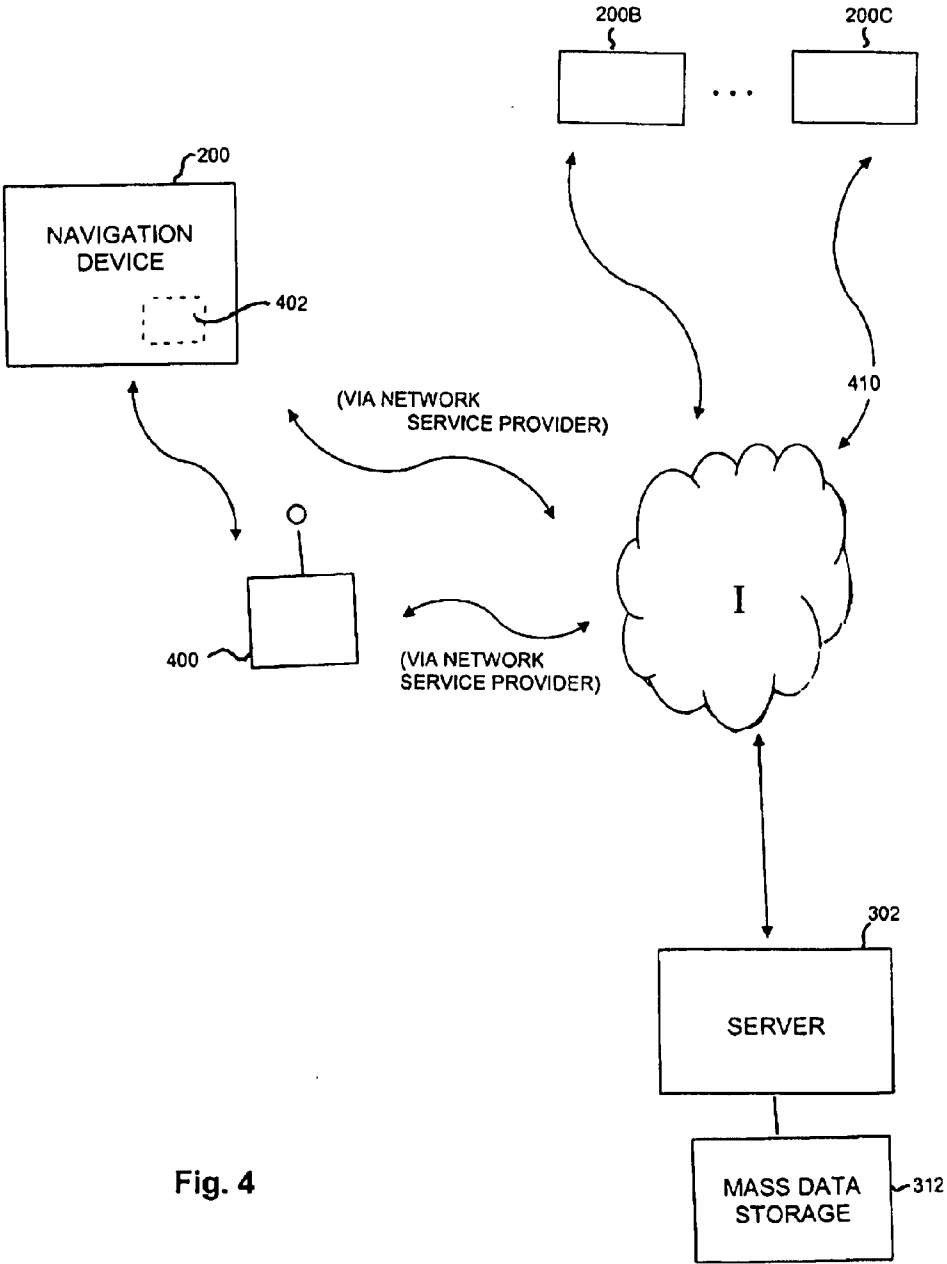 200B
200C
...
200
NAVIGATION
DEVICE
402
410
(VIA NETWORK
SERVICE PROVIDER)
I
400
(VIA NETWORK
SERVICE PROVIDER)
302
SERVER
Fig. 4
MASS DATA
STORAGE
312